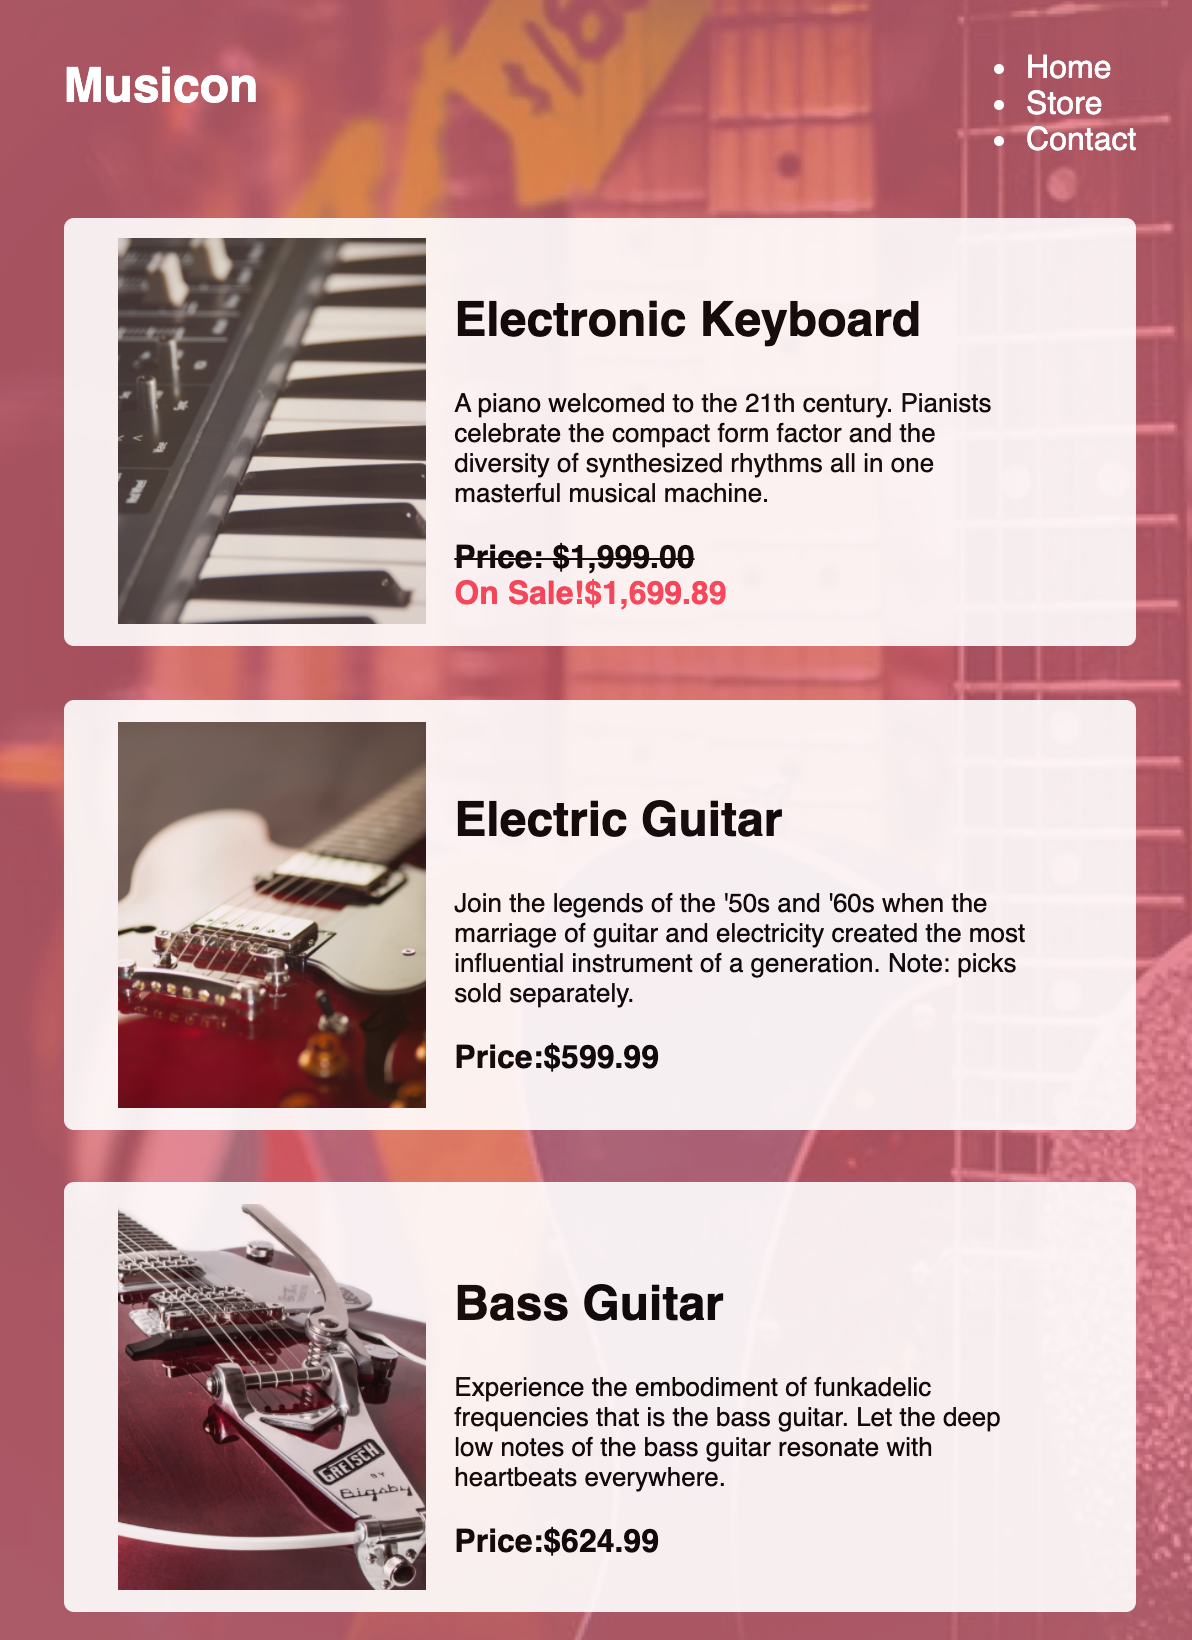 Musicon
Home
Store
Contact
Electronic Keyboard
A piano welcomed to the 21th century. Pianists
celebrate the compact form factor and the
diversity of synthesized rhythms all in one
masterful musical machine.
Price: $1,999.00
On Sale!$1,699.89
Electric Guitar
Join the legends of the '50s and '60s when the
marriage of guitar and electricity created the most
influential instrument of a generation. Note: picks
sold separately.
Price:$599.99
Bass Guitar
Experience the embodiment of funkadelic
frequencies that is the bass guitar. Let the deep
low notes of the bass guitar resonate with
heartbeats everywhere.
GRETSCH
BY
Bigsby
Price:$624.99